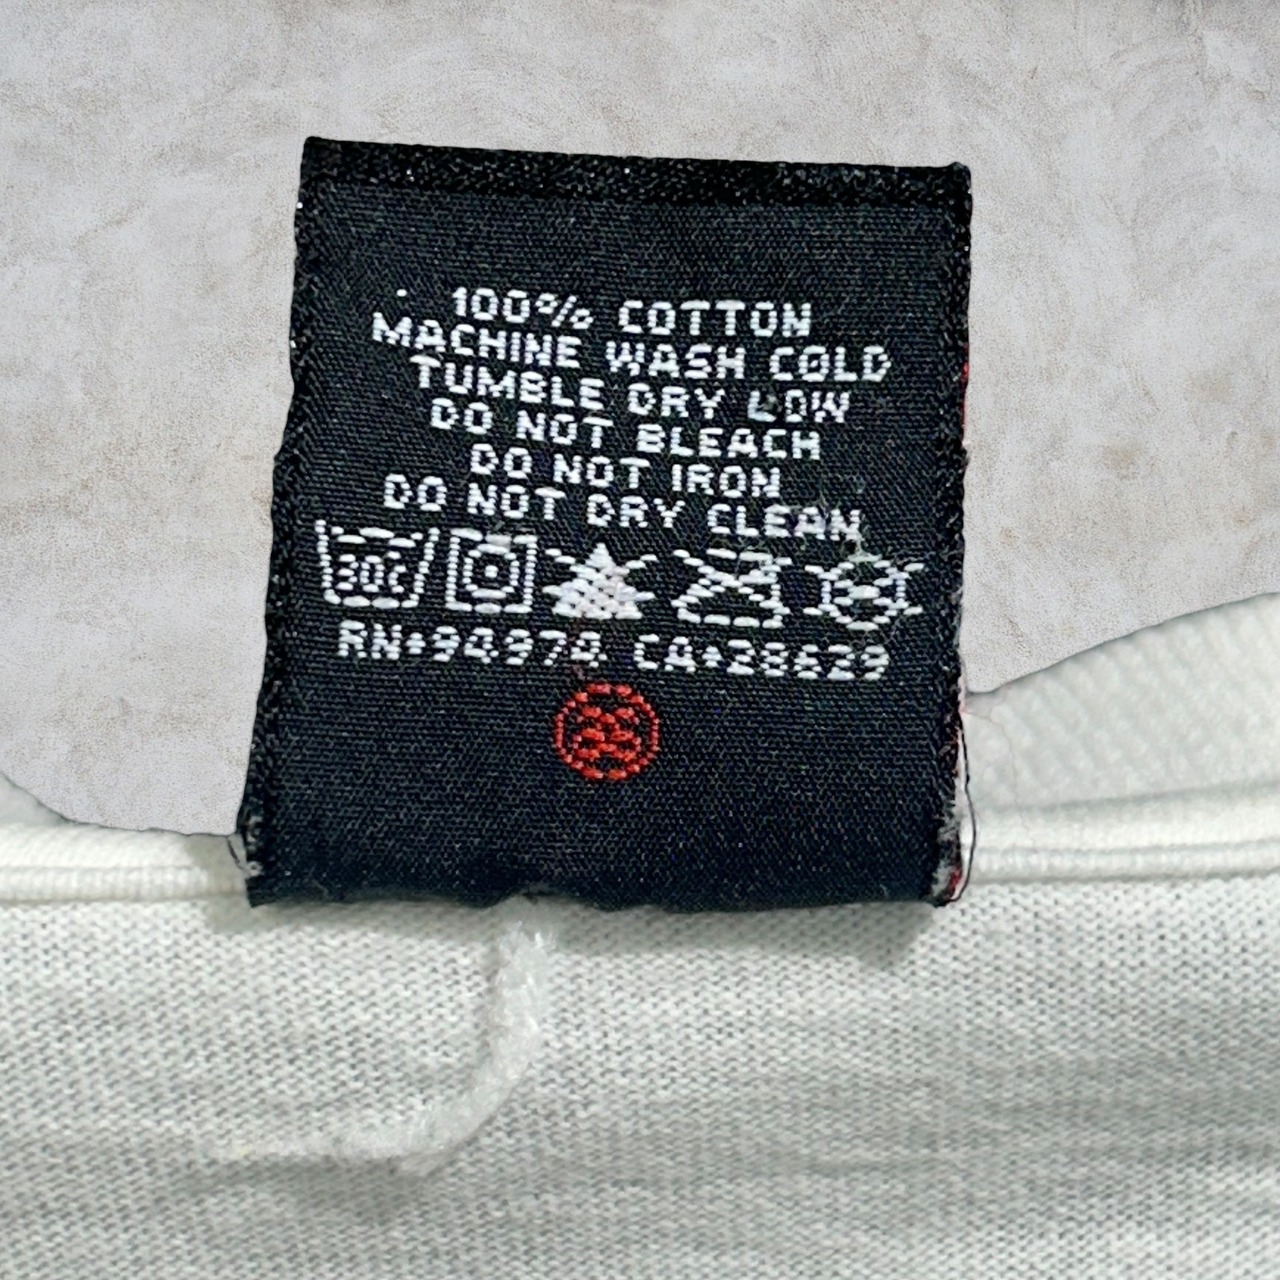 100% COTTON
MACHINE WASH COLD
TUMBLE DRY LOW
DO NOT BLEACH
DO NOT IRON
DO NOT DRY CLEAN
30c
RN#94974 CA#28629